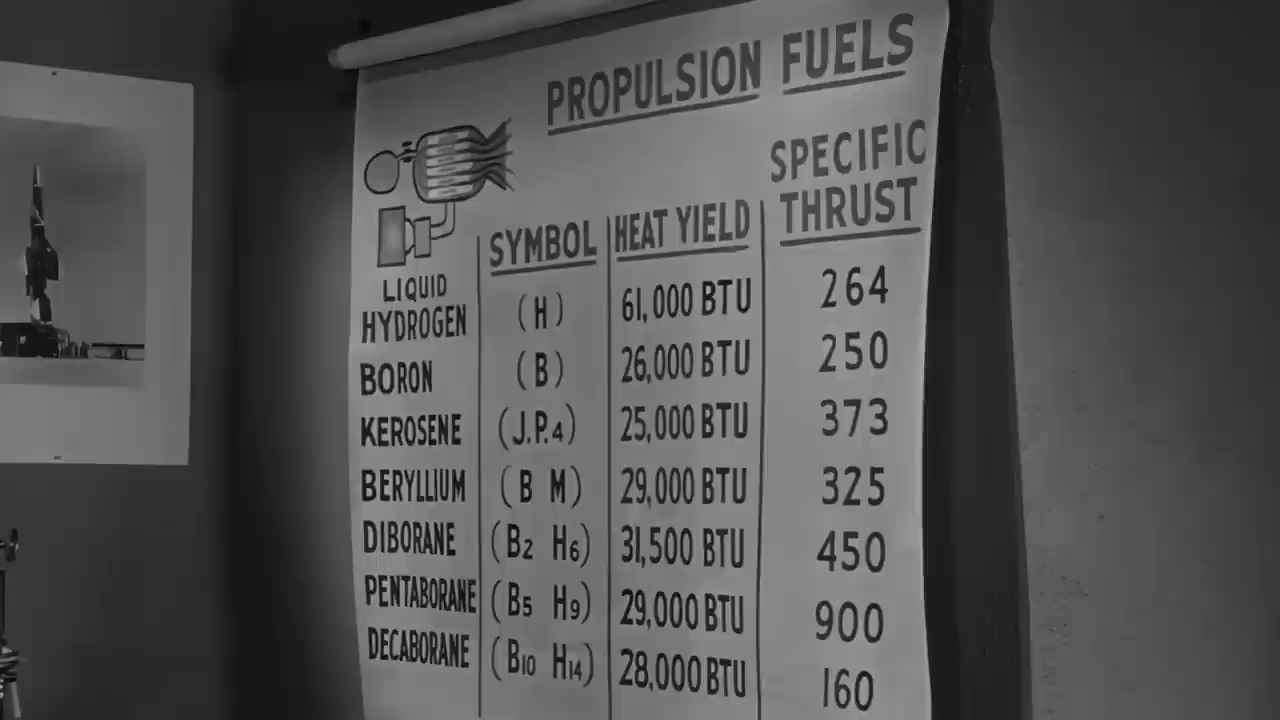 PROPULSION FUELS
SPECIFIC
THRUST
SYMBOL HEAT YIELD
LIQUID
HYDROGEN (H) 61,000 BTU 264
BORON (B) 26,000 BTU 250
KEROSENE (J.P.4) 25,000 BTU 373
BERYLLIUM (B M) 29,000 BTU 325
DIBORANE (B2 H6) 31,500 BTU 450
PENTABORANE (B5 H9) 29,000 BTU 900
DECABORANE (B10 H14) 28,000 BTU 160